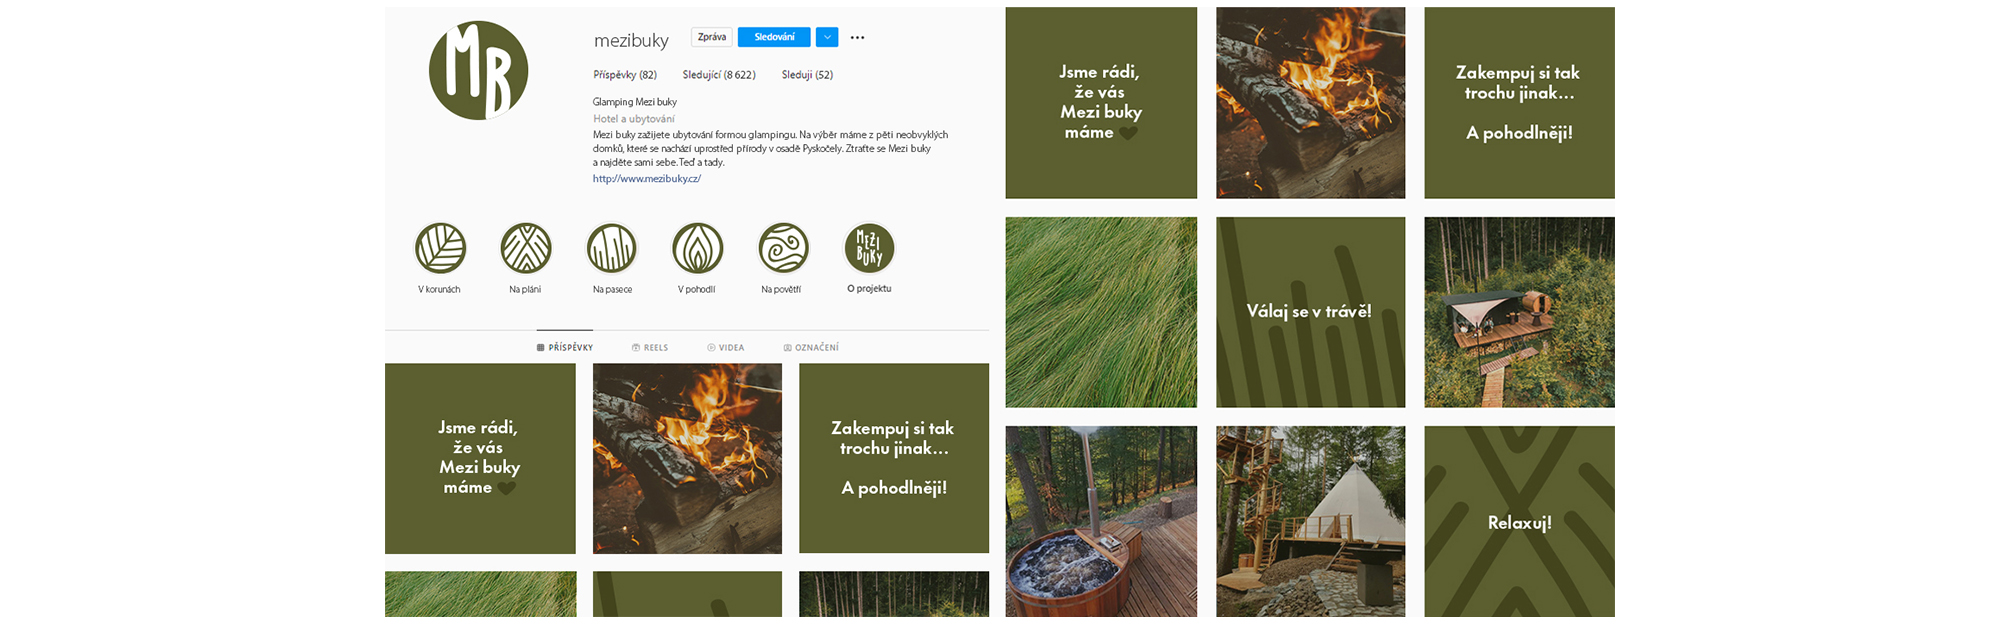 MB
mezibuky
Zpráva
Sledování
Příspěvky (82)
Sledující (8 622)
Sleduji (52)
Glamping Mezi buky
Hotel a ubytování
Mezi buky zažijete ubytování formou glampingu. Na výběr máme z pěti neobvyklých
domků, které se nachází uprostřed přírody v osadě Pyskočely. Ztraťte se Mezi buky
a najděte sami sebe. Teď a tady.
http://www.mezibuky.cz/
MEZI
BUKY
V korunách
Na pláni
Na pasece
V pohodlí
Na povětří
O projektu
PŘÍSPĚVKY
REELS
VIDEA
OZNAČENÍ
Jsme rádi,
že vás
Mezi buky
máme
Zakempuj si tak
trochu jinak...
A pohodlněji!
Jsme rádi,
že vás
Mezi buky
máme
Zakempuj si tak
trochu jinak...
A pohodlněji!
Válaj se v trávě!
Relaxuj!